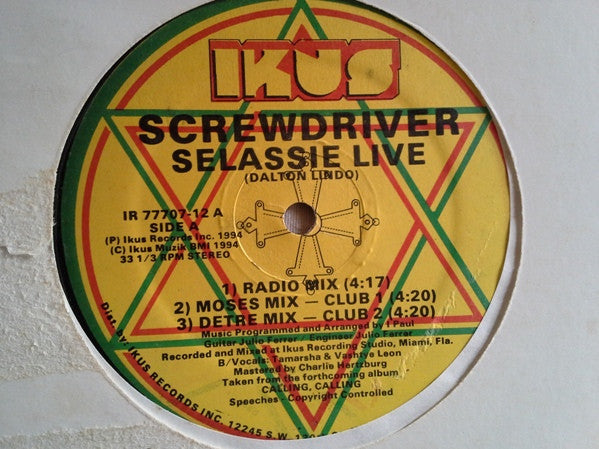 IKUS
SCREWDRIVER
SELASSIE LIVE
(DALTON LINDO)
IR 77707-12 A
SIDE A
(P) Ikus Records Inc. 1994
(C) Ikus Muzik BMI 1994
33 1/3 RPM STEREO
1) RADIO MIX (4:17)
2) MOSES MIX – CLUB 1 (4:20)
3) DETRE MIX – CLUB 2 (4:20)
Music Programmed and Arranged by I Paul
Guitar Julio Ferrer / Engineer Julio Ferrer
Recorded and Mixed at Ikus Recording Studio, Miami, Fla.
B/Vocals: Tamarsha & Vashtye Leon
Mastered by Charlie Hertzburg
Taken from the forthcoming album
CALLING, CALLING
Speeches - Copyright Controlled
Dist. by: IKUS RECORDS INC. 12245 S.W.